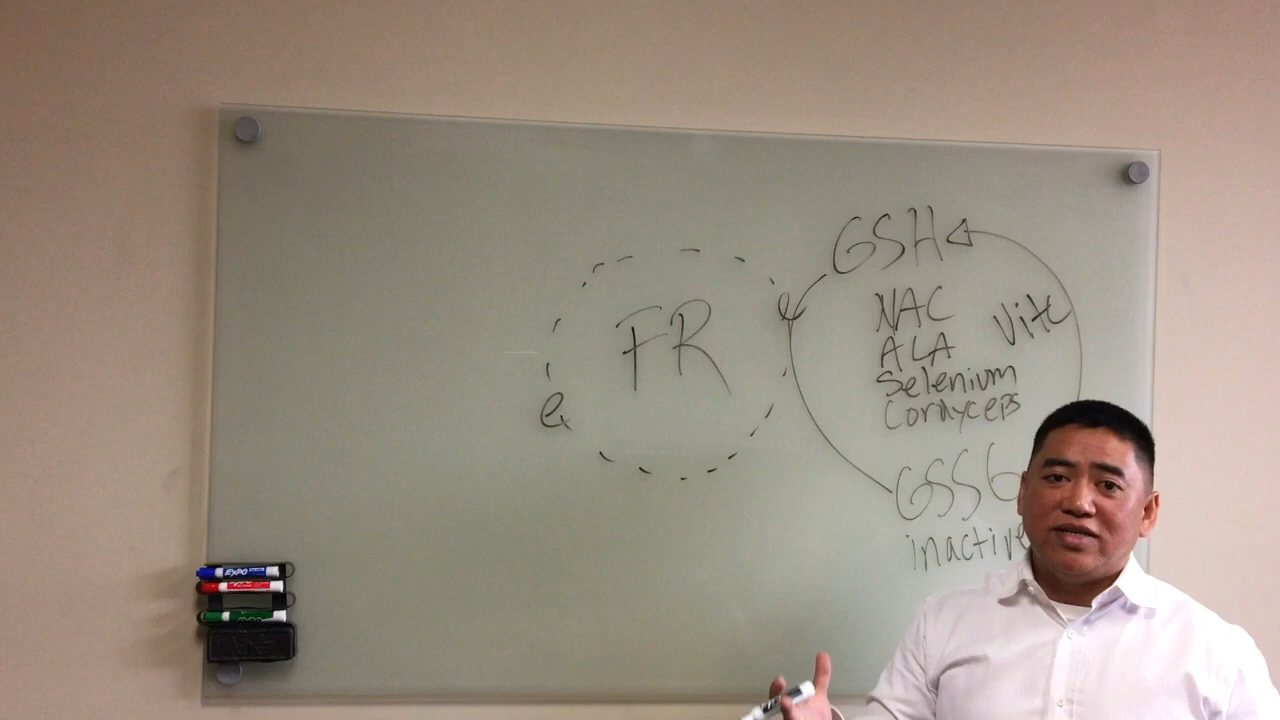 GSH
FR
e
NAC
Vit C
ALA
Selenium
Cordyceps
e
GSSG
inactive
EXPO